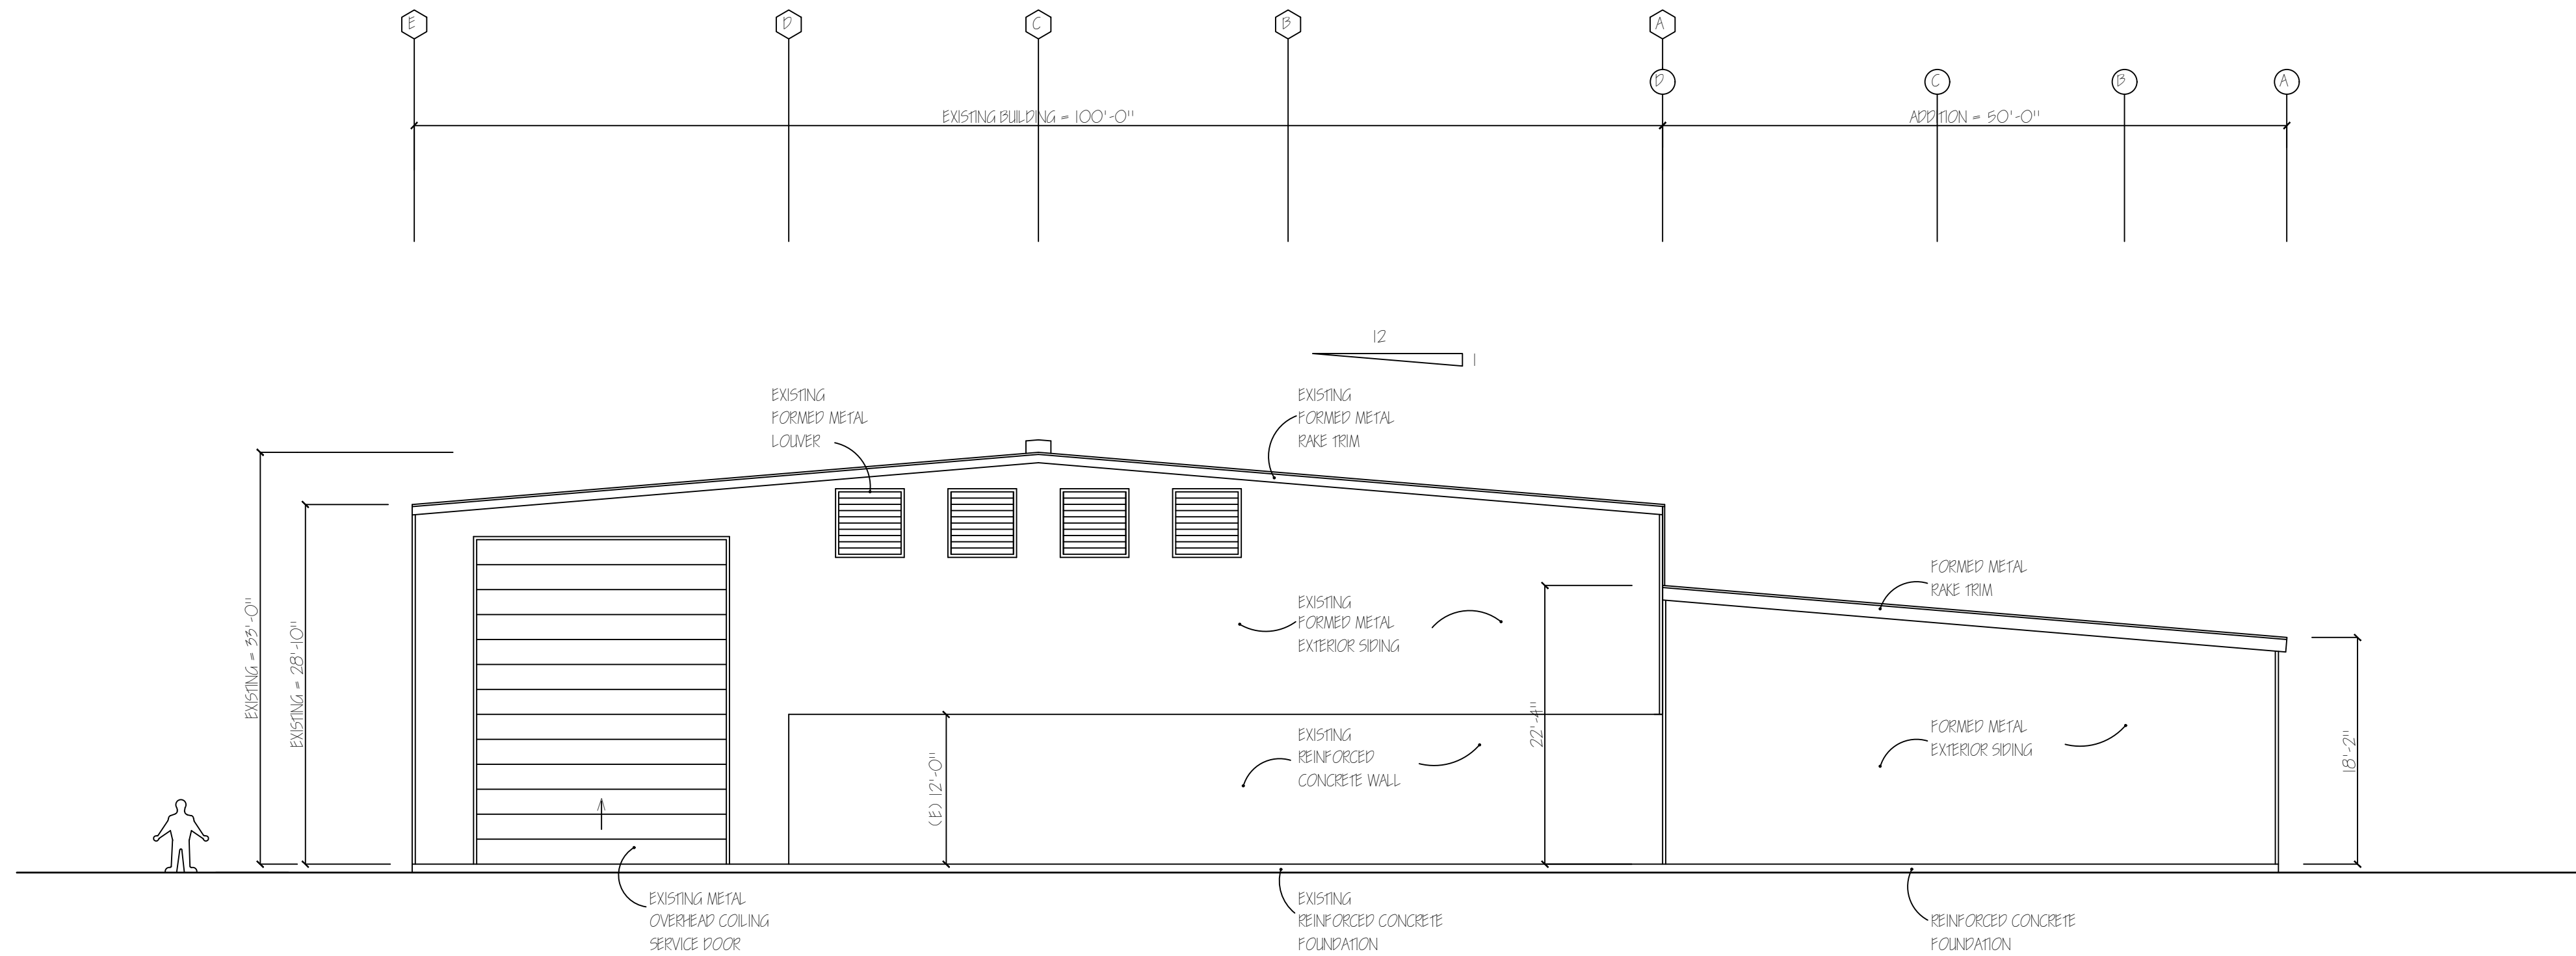 E
D
C
B
A
D
C
B
A
EXISTING BUILDING = 100'-0"
ADDITION = 50'-0"
12
1
EXISTING
FORMED METAL
LOUVER
EXISTING
FORMED METAL
RAKE TRIM
FORMED METAL
RAKE TRIM
EXISTING = 33'-0"
EXISTING = 28'-10"
EXISTING
FORMED METAL
EXTERIOR SIDING
22'-4"
18'-2"
FORMED METAL
EXTERIOR SIDING
(E) 12'-0"
EXISTING
REINFORCED
CONCRETE WALL
EXISTING METAL
OVERHEAD COILING
SERVICE DOOR
EXISTING
REINFORCED CONCRETE
FOUNDATION
REINFORCED CONCRETE
FOUNDATION